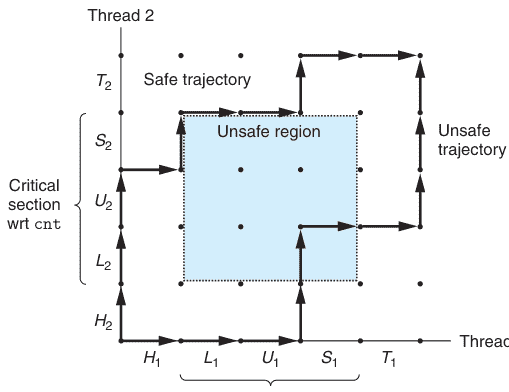 Thread 2
T2
Safe trajectory
S2
Unsafe region
Unsafe
trajectory
Critical
section
wrt cnt
U2
L2
H2
Thread
H1 L1 U1 S1 T1